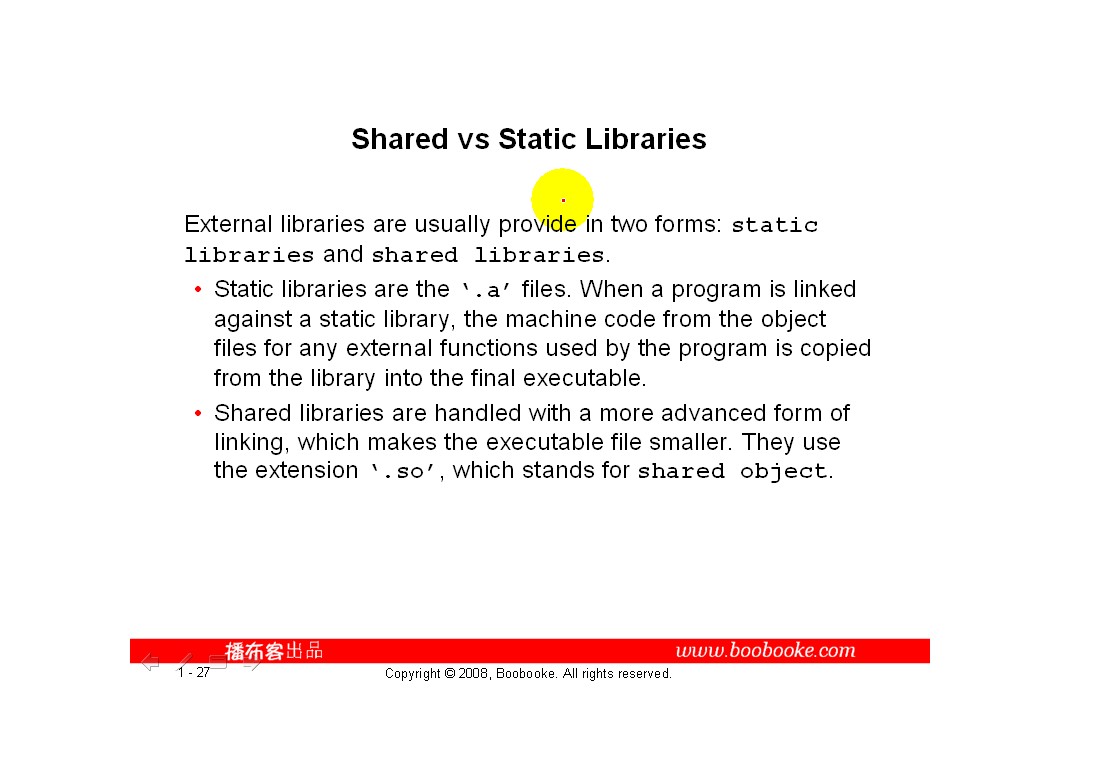 Shared vs Static Libraries
External libraries are usually provide in two forms: static
libraries and shared libraries.
• Static libraries are the ‘.a’ files. When a program is linked
against a static library, the machine code from the object
files for any external functions used by the program is copied
from the library into the final executable.
• Shared libraries are handled with a more advanced form of
linking, which makes the executable file smaller. They use
the extension ‘.so’, which stands for shared object.
播布客出品 www.boobooke.com
1 - 27 Copyright © 2008, Boobooke. All rights reserved.